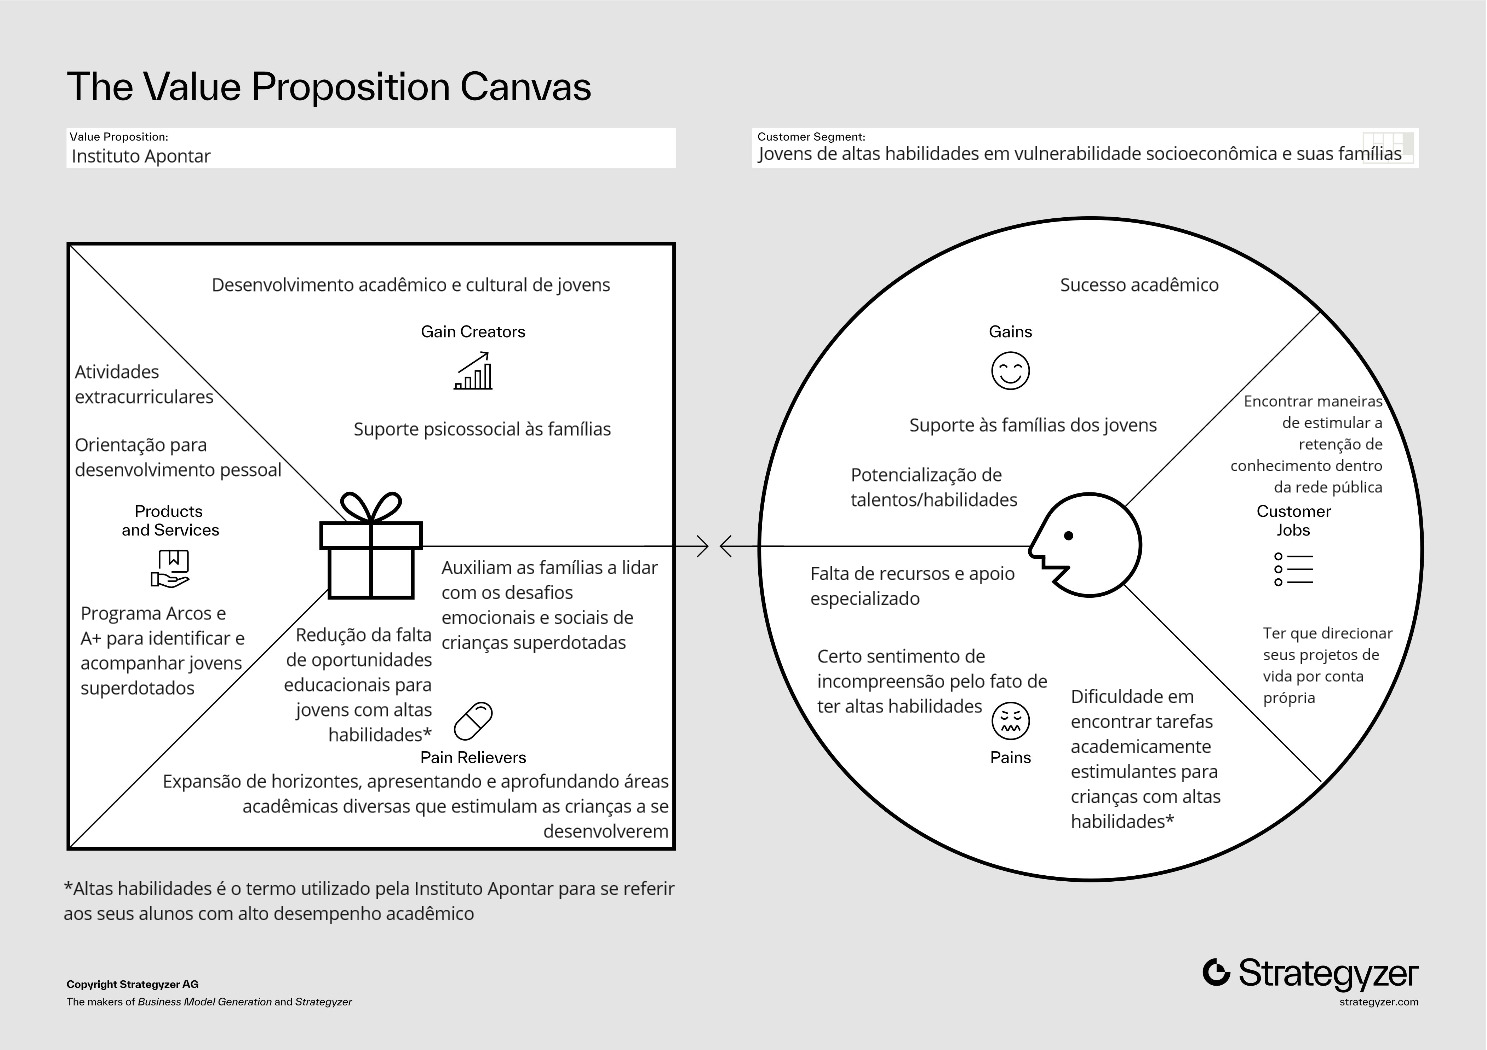 The Value Proposition Canvas
Value Proposition:
Instituto Apontar
Customer Segment:
Jovens de altas habilidades em vulnerabilidade socioeconômica e suas famílias
Desenvolvimento acadêmico e cultural de jovens
Gain Creators
Suporte psicossocial às famílias
Atividades
extracurriculares
Orientação para
desenvolvimento pessoal
Products
and Services
Programa Arcos e
A+ para identificar e
acompanhar jovens
superdotados
Auxiliam as famílias a lidar
com os desafios
emocionais e sociais de
crianças superdotadas
Redução da falta
de oportunidades
educacionais para
jovens com altas
habilidades*
Pain Relievers
Expansão de horizontes, apresentando e aprofundando áreas
acadêmicas diversas que estimulam as crianças a se
desenvolverem
Sucesso acadêmico
Gains
Suporte às famílias dos jovens
Potencialização de
talentos/habilidades
Encontrar maneiras
de estimular a
retenção de
conhecimento dentro
da rede pública
Customer
Jobs
Ter que direcionar
seus projetos de
vida por conta
própria
Falta de recursos e apoio
especializado
Certo sentimento de
incompreensão pelo fato de
ter altas habilidades
Pains
Dificuldade em
encontrar tarefas
academicamente
estimulantes para
crianças com altas
habilidades*
*Altas habilidades é o termo utilizado pela Instituto Apontar para se referir
aos seus alunos com alto desempenho acadêmico
Copyright Strategyzer AG
The makers of Business Model Generation and Strategyzer
Strategyzer
strategyzer.com